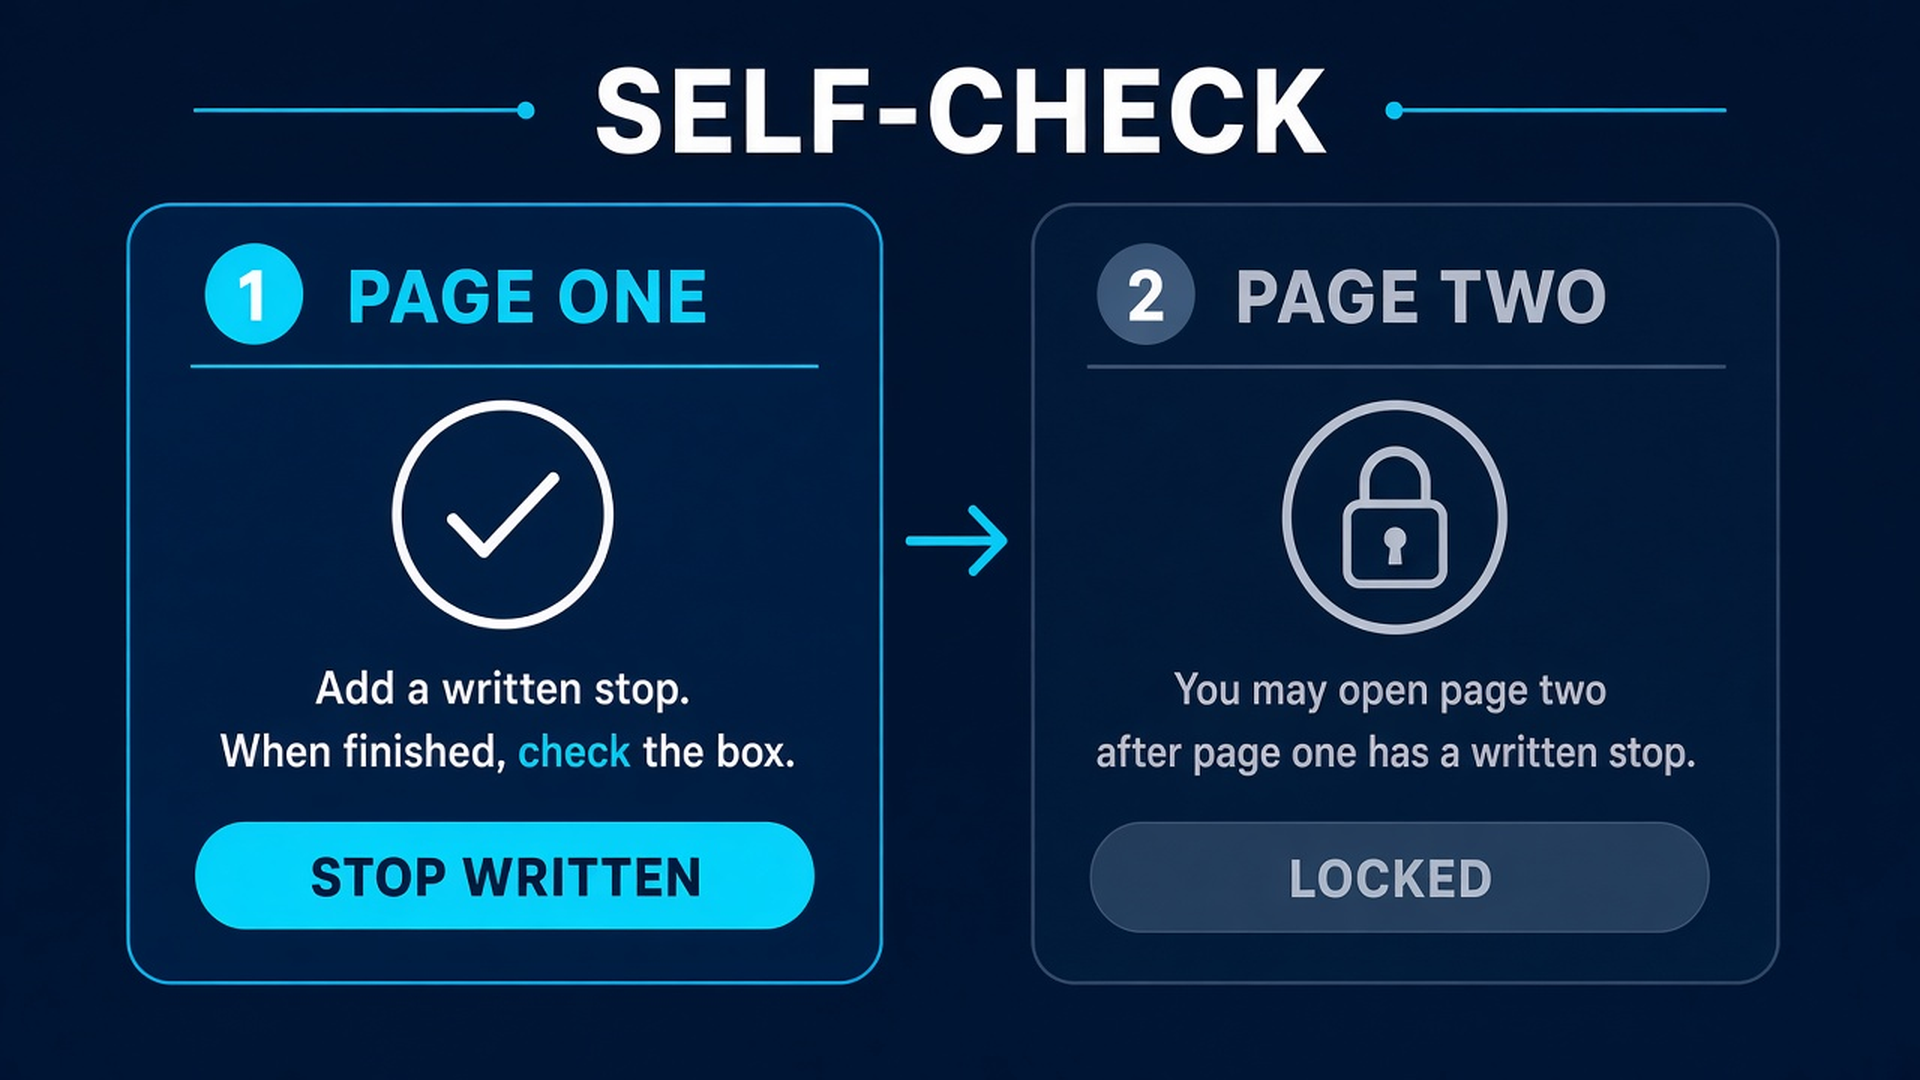 SELF-CHECK
1 PAGE ONE
Add a written stop.
When finished, check the box.
STOP WRITTEN
2 PAGE TWO
You may open page two
after page one has a written stop.
LOCKED